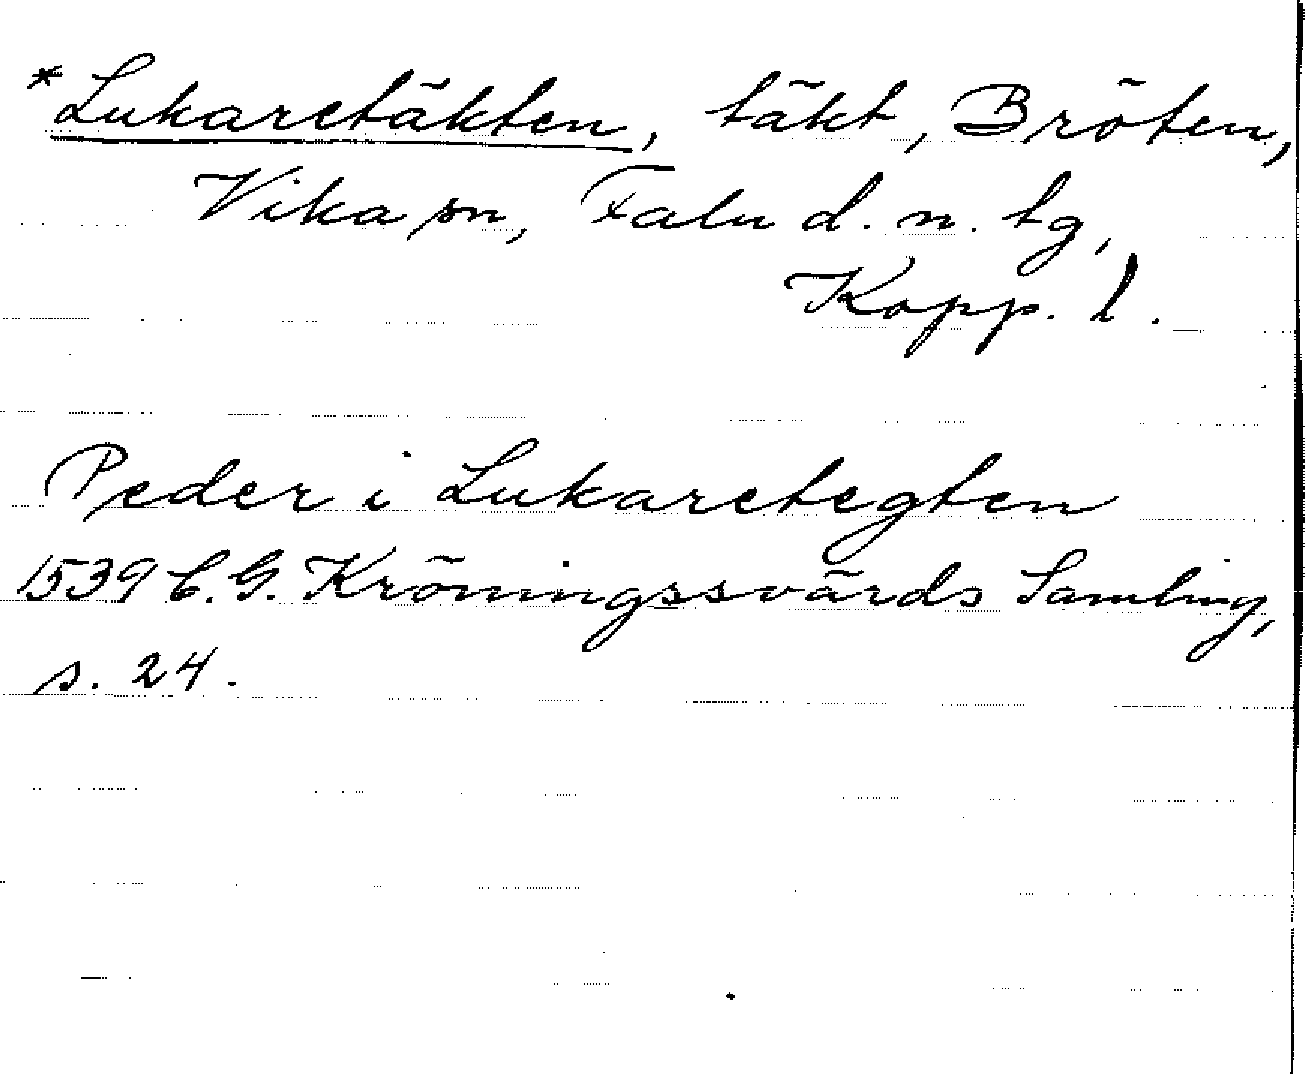 *Lukaretäkten, täkt, Bröten,
Vika sn, Falu d. n. tg,
Kopp. l.
Peder i Lukaretegten
1539 C. G. Kröningssvärds Samling,
s. 24.